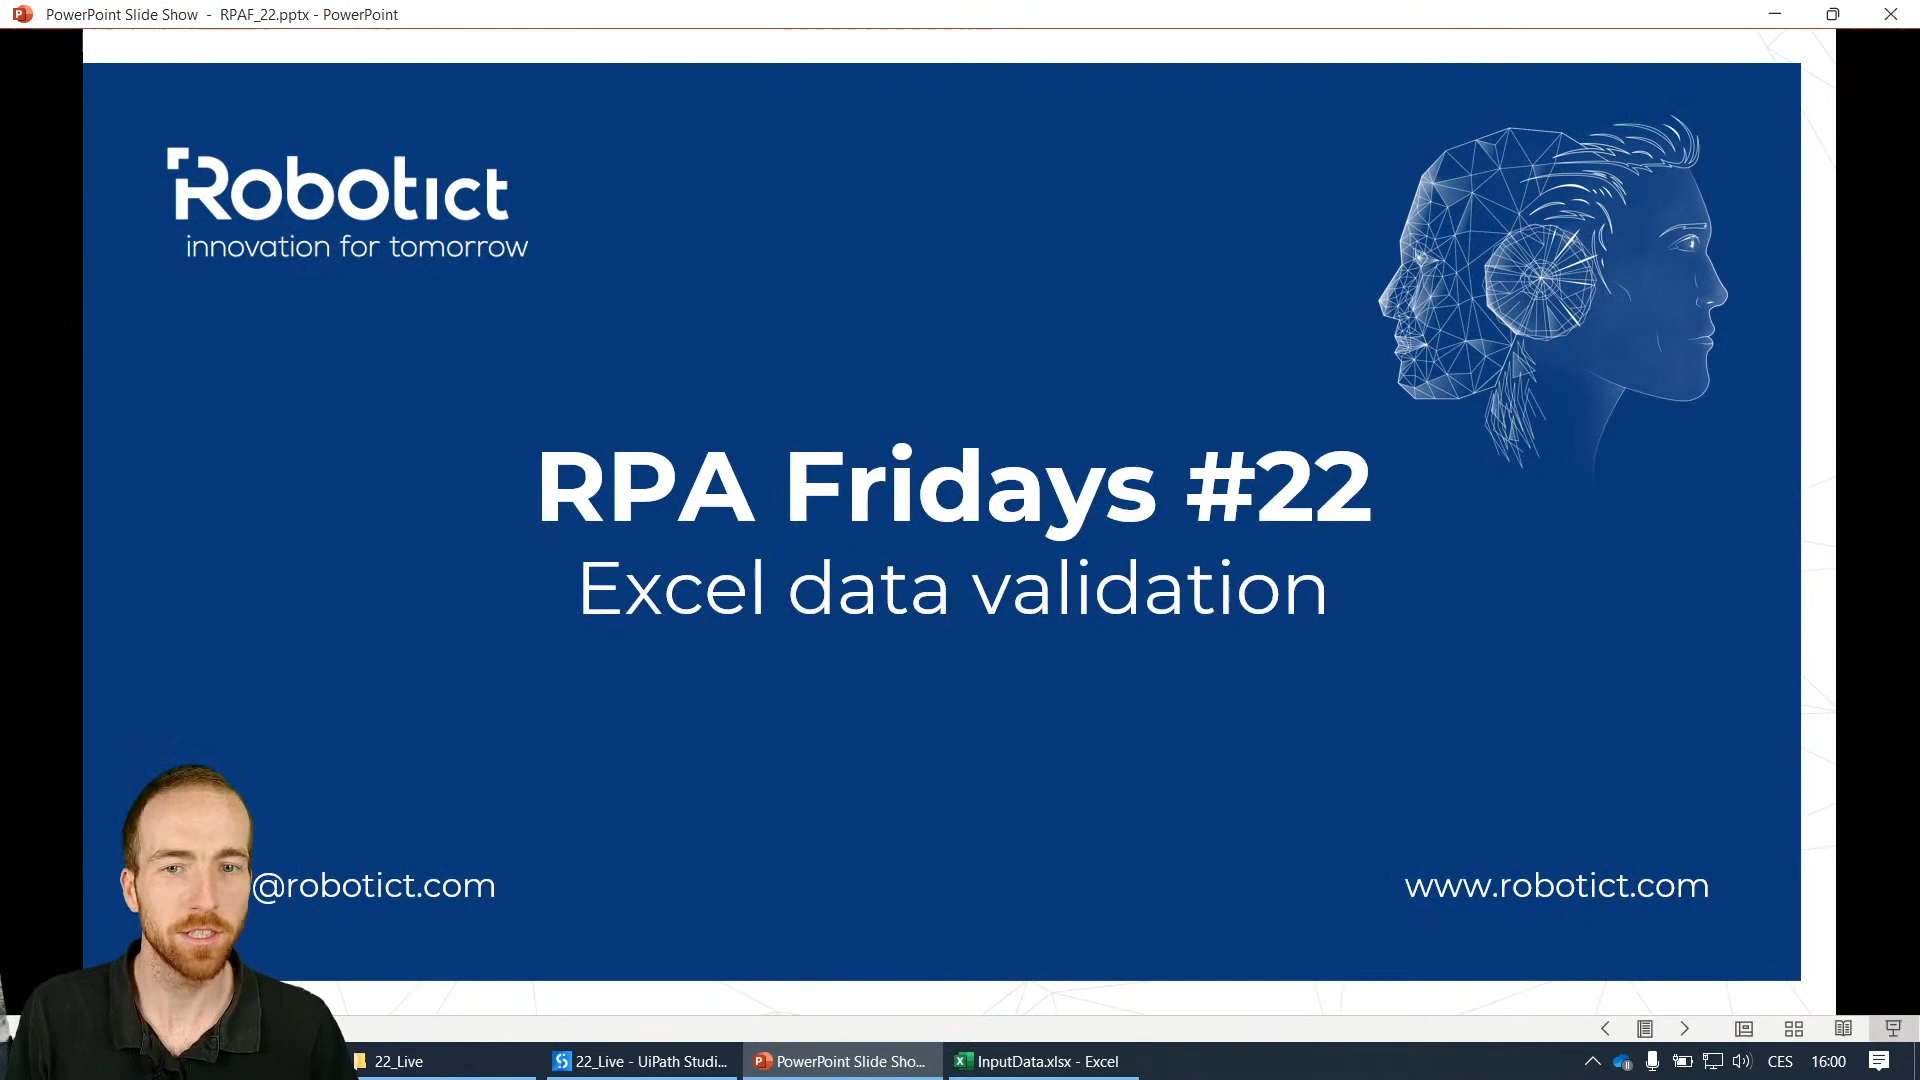 PowerPoint Slide Show - RPAF_22.pptx - PowerPoint
Robotict
innovation for tomorrow
RPA Fridays #22
Excel data validation
@robotict.com
www.robotict.com
22_Live
22_Live - UiPath Studi...
PowerPoint Slide Sho...
InputData.xlsx - Excel
CES
16:00